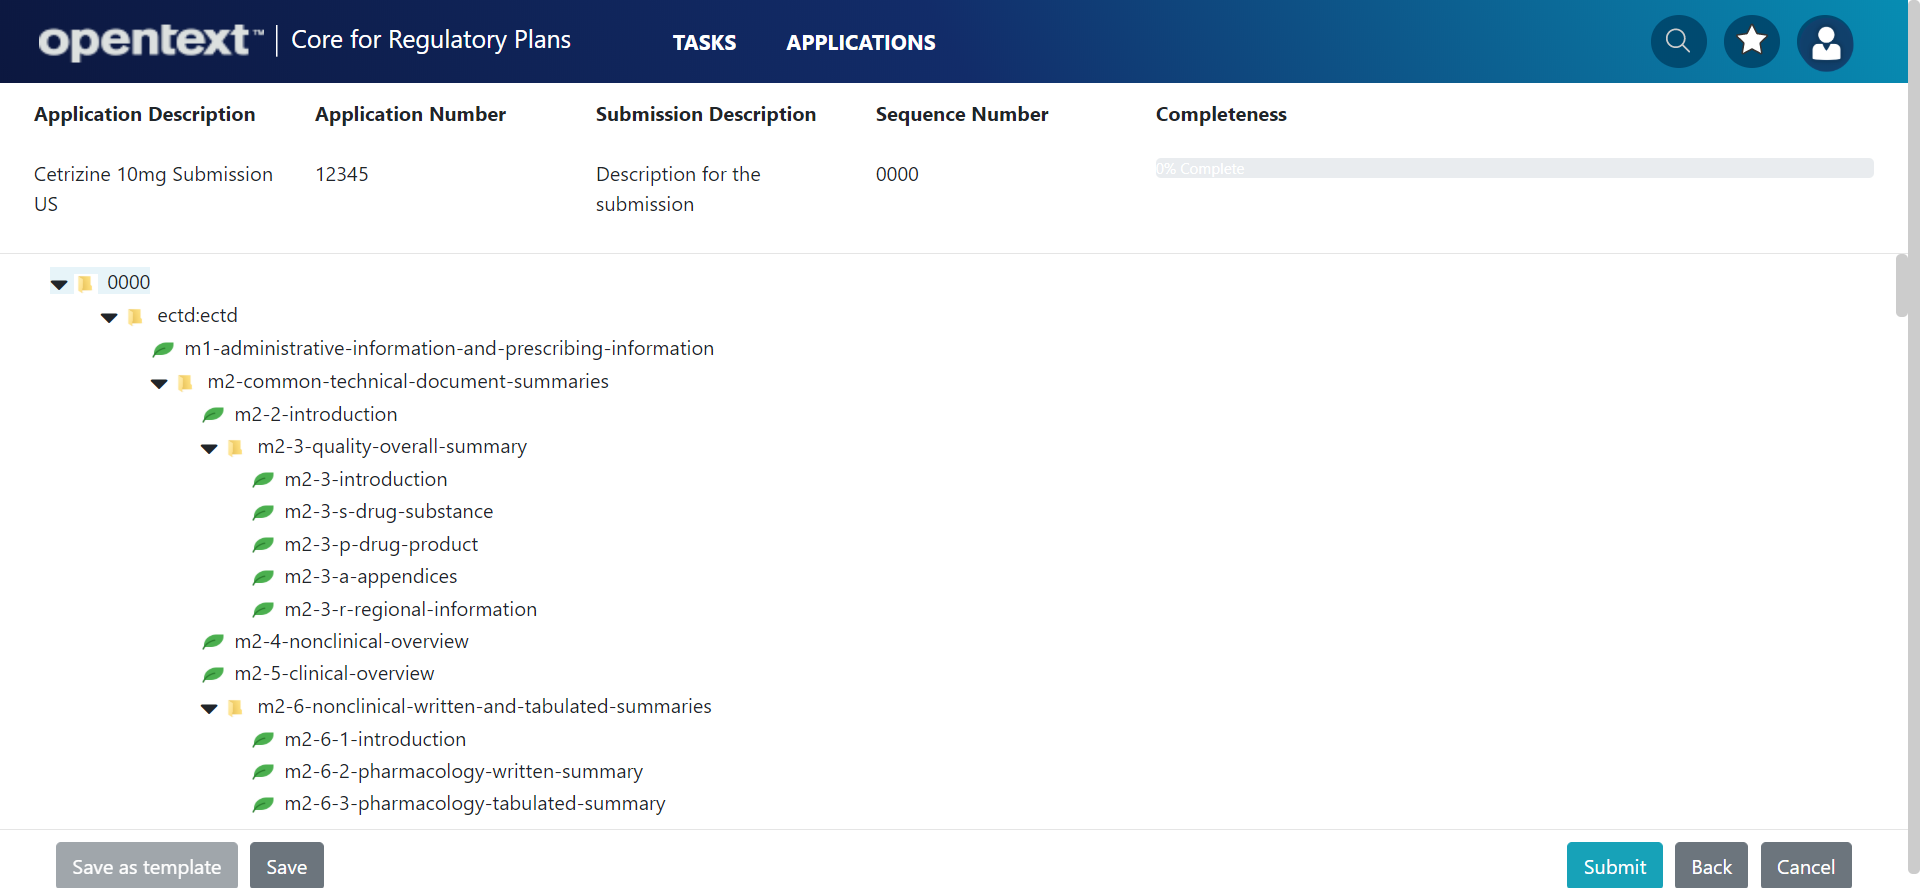 opentext™ | Core for Regulatory Plans TASKS APPLICATIONS
Application Description Application Number Submission Description Sequence Number Completeness
Cetrizine 10mg Submission 12345 Description for the 0000 0% Complete
US submission
0000
ectd:ectd
m1-administrative-information-and-prescribing-information
m2-common-technical-document-summaries
m2-2-introduction
m2-3-quality-overall-summary
m2-3-introduction
m2-3-s-drug-substance
m2-3-p-drug-product
m2-3-a-appendices
m2-3-r-regional-information
m2-4-nonclinical-overview
m2-5-clinical-overview
m2-6-nonclinical-written-and-tabulated-summaries
m2-6-1-introduction
m2-6-2-pharmacology-written-summary
m2-6-3-pharmacology-tabulated-summary
Save as template Save Submit Back Cancel